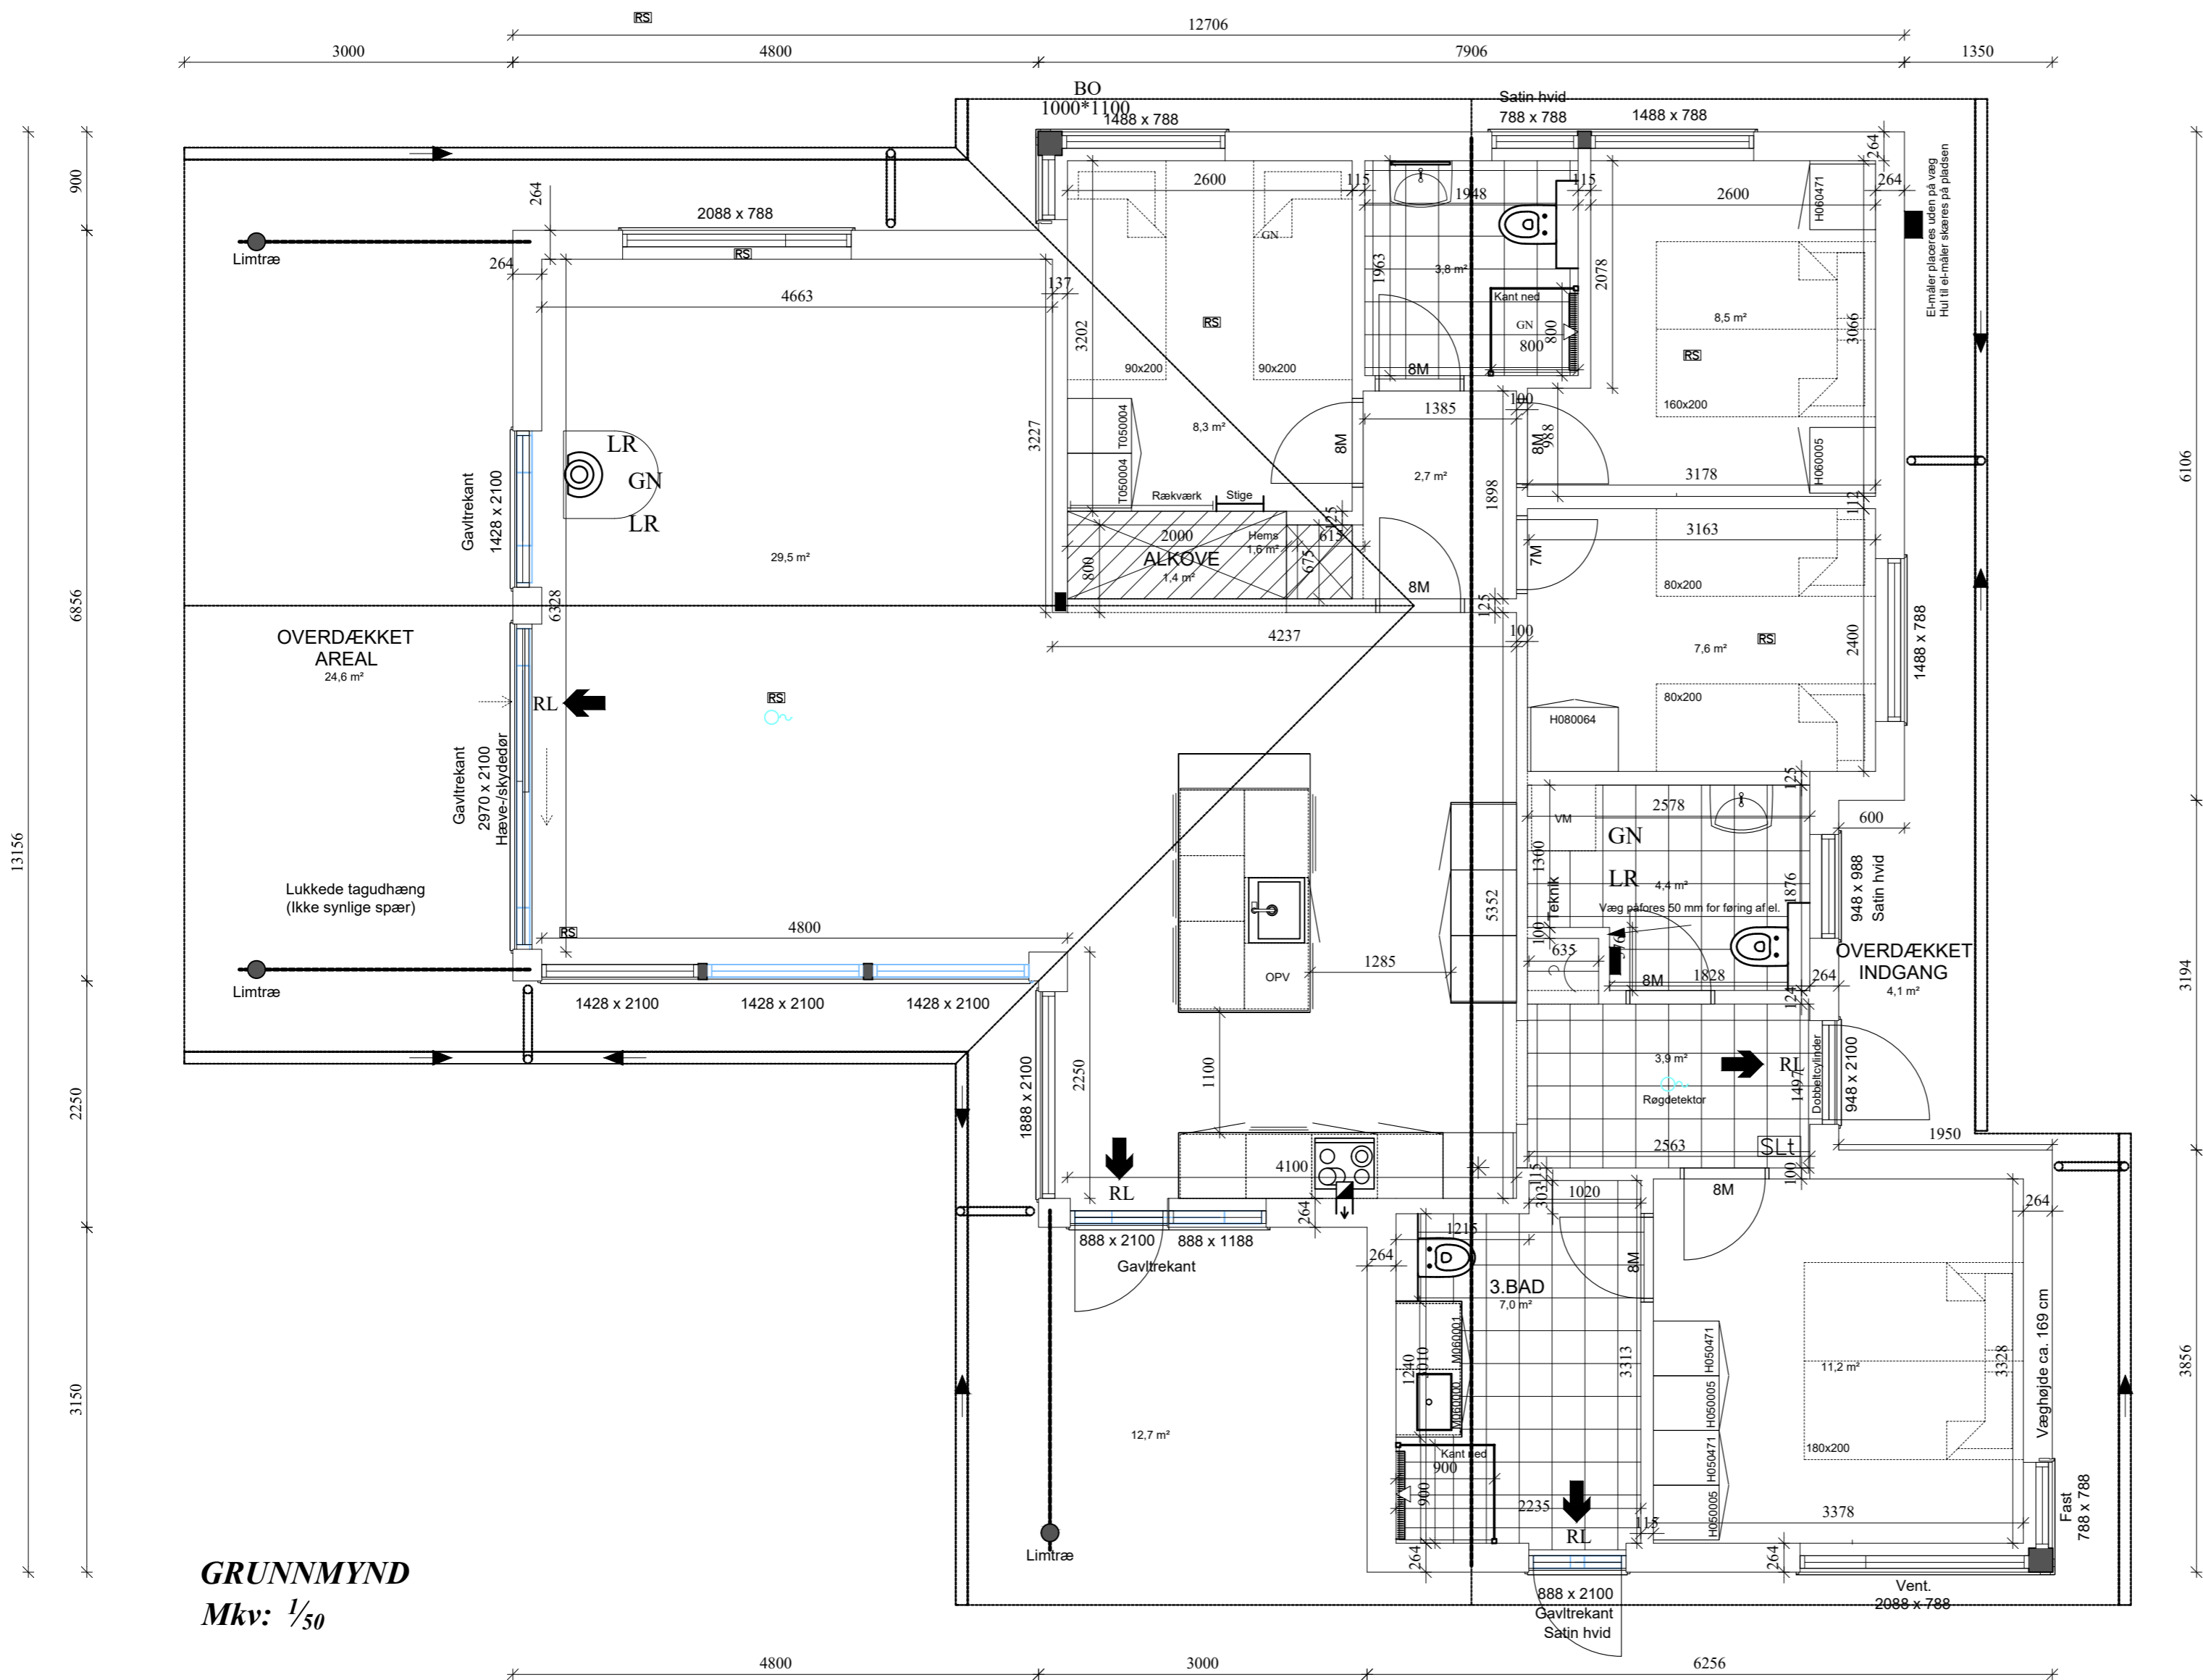 RS
12706
3000
4800
7906
1350
BO
1000*1100
1488 x 788
Satin hvid
788 x 788
1488 x 788
264
900
264
2600
115
1948
115
2600
H060471
264
El-måler placeres uden på væg
Hul til el-måler skæres på pladsen
2088 x 788
RS
Limtræ
264
4663
137
GN
1963
3,8 m²
2078
Kant ned
GN
800
800
8,5 m²
3066
RS
3202
RS
90x200
90x200
8M
160x200
1385
100
T050004
T050004
8,3 m²
8M
8M
988
H060005
6106
3227
LR
GN
LR
Gavltrekant
1428 x 2100
2,7 m²
3178
112
Rækværk
Stige
1898
29,5 m²
2000
Hems
1,6 m²
125
615
ALKOVE
1,4 m²
800
675
8M
7M
3163
80x200
6856
6328
125
OVERDÆKKET
AREAL
24,6 m²
4237
100
7,6 m²
RS
2400
1488 x 788
80x200
RL
RS
H080064
Gavltrekant
2970 x 2100
Hæve-/skydedør
125
2578
VM
600
13156
GN
1300
LR
4,4 m²
1876
948 x 988
Satin hvid
Lukkede tagudhæng
(Ikke synlige spær)
Teknik
Væg påfores 50 mm for føring af el.
5352
RS
4800
100
635
OVERDÆKKET
INDGANG
4,1 m²
1285
OPV
8M
1828
264
3194
Limtræ
1428 x 2100
1428 x 2100
1428 x 2100
124
3,9 m²
RL
Røgdetektor
1497
Dobbeltcylinder
948 x 2100
1888 x 2100
2250
1100
2250
SLt
2563
1950
4100
115
100
RL
303
1020
8M
264
264
888 x 2100
888 x 1188
Gavltrekant
1215
264
8M
3.BAD
7,0 m²
M060001
1240
M060000
3313
H050471
H050005
H050471
H050005
11,2 m²
3328
Væghøjde ca. 169 cm
3856
3150
12,7 m²
Kant ned
900
900
180x200
2235
115
3378
Fast
788 x 788
RL
Limtræ
264
264
888 x 2100
Gavltrekant
Satin hvid
Vent.
2088 x 788
GRUNNMYND
Mkv: 1/50
4800
3000
6256